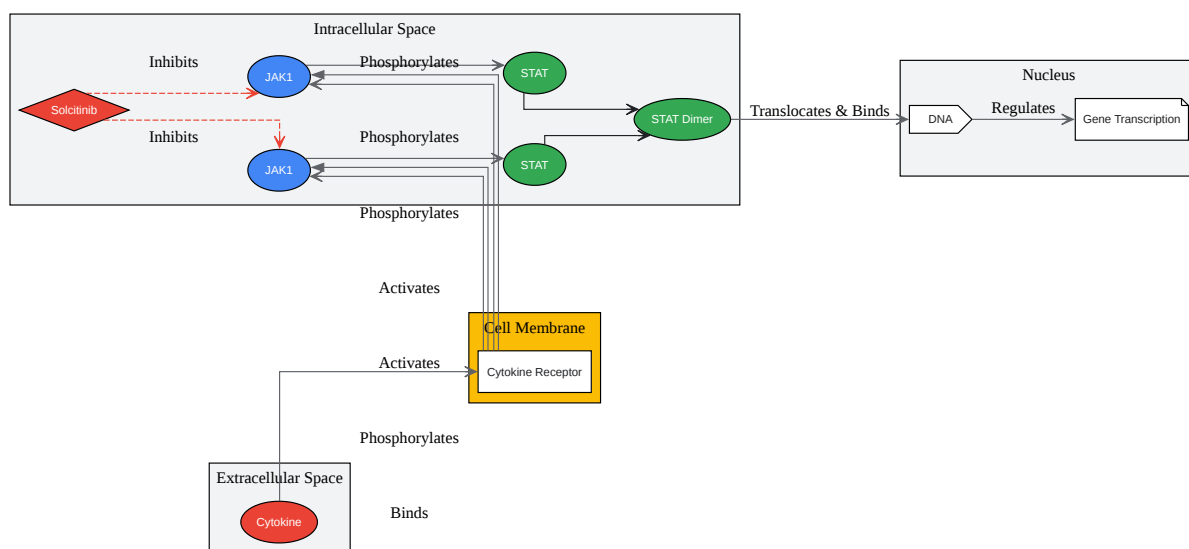 Intracellular Space
Inhibits
JAK1
Phosphorylates
STAT
Solcitinib
STAT Dimer
Inhibits
JAK1
Phosphorylates
STAT
Translocates & Binds
Nucleus
DNA
Regulates
Gene Transcription
Phosphorylates
Activates
Cell Membrane
Activates
Cytokine Receptor
Phosphorylates
Extracellular Space
Cytokine
Binds